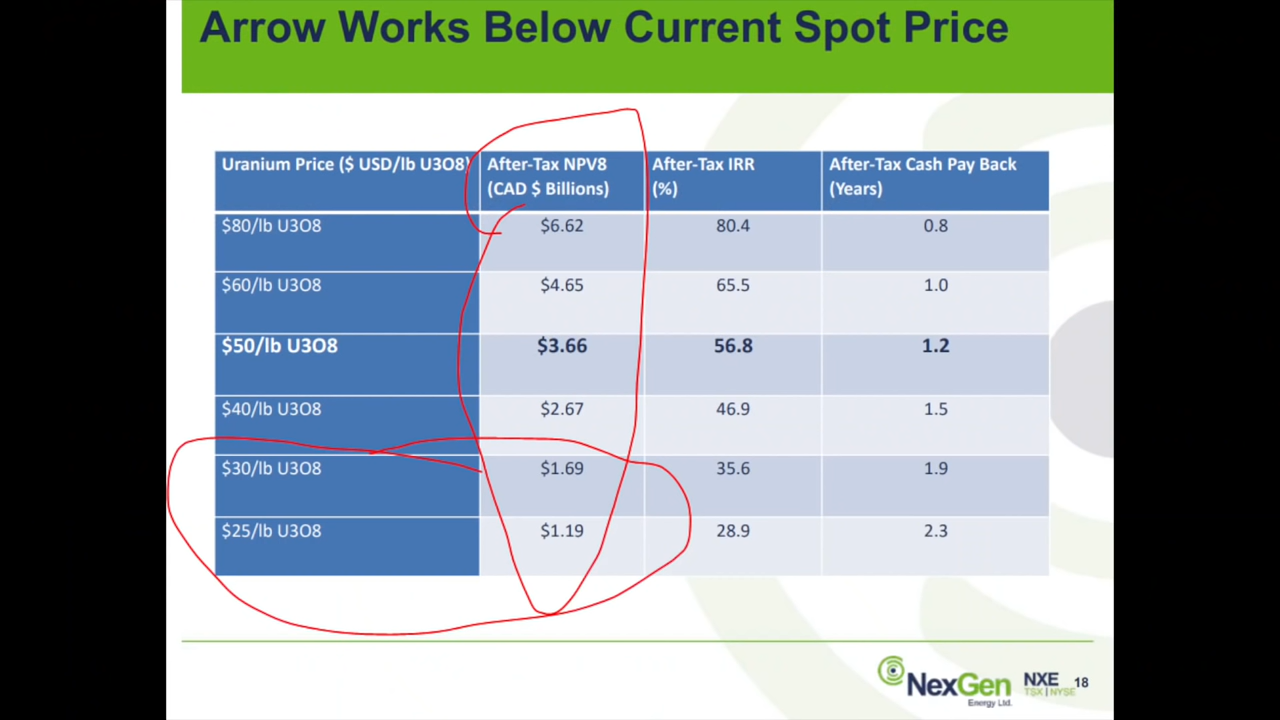 Arrow Works Below Current Spot Price
Uranium Price ($ USD/lb U3O8) After-Tax NPV8 (CAD $ Billions) After-Tax IRR (%) After-Tax Cash Pay Back (Years)
$80/lb U3O8 $6.62 80.4 0.8
$60/lb U3O8 $4.65 65.5 1.0
$50/lb U3O8 $3.66 56.8 1.2
$40/lb U3O8 $2.67 46.9 1.5
$30/lb U3O8 $1.69 35.6 1.9
$25/lb U3O8 $1.19 28.9 2.3
NexGen
Energy Ltd.
NXE
TSX | NYSE
18